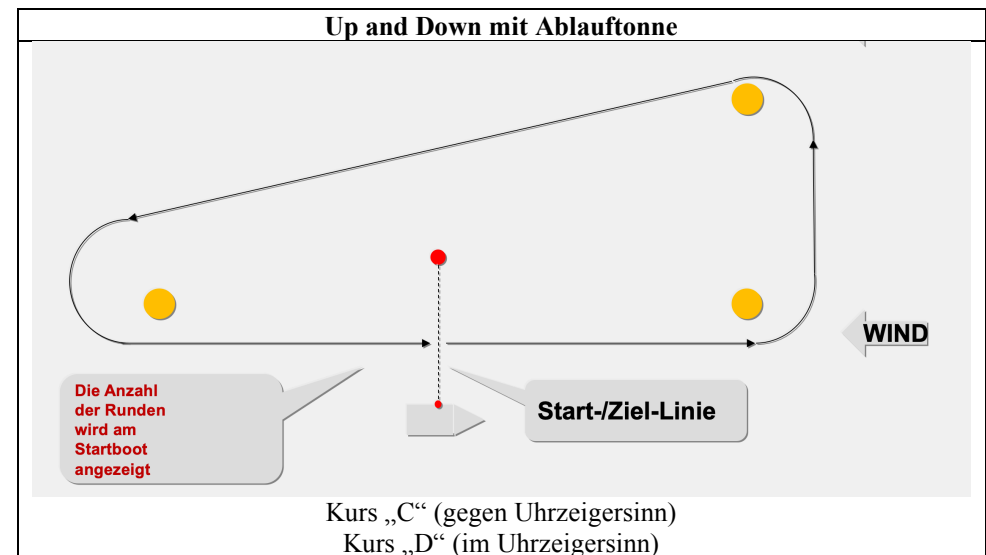 Up and Down mit Ablauftonne
WIND
Die Anzahl
der Runden
wird am
Startboot
angezeigt
Start-/Ziel-Linie
Kurs „C“ (gegen Uhrzeigersinn)
Kurs „D“ (im Uhrzeigersinn)